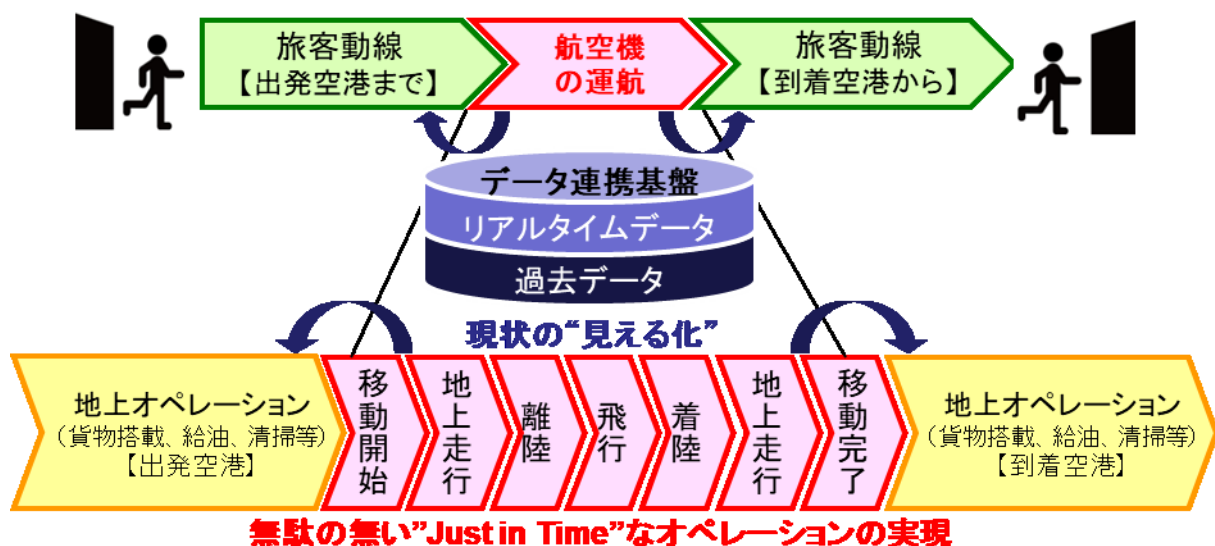 旅客動線
【出発空港まで】
航空機
の運航
旅客動線
【到着空港から】
データ連携基盤
リアルタイムデータ
過去データ
現状の“見える化”
地上オペレーション
(貨物搭載、給油、清掃等)
【出発空港】
移動開始
地上走行
離陸
飛行
着陸
地上走行
移動完了
地上オペレーション
(貨物搭載、給油、清掃等)
【到着空港】
無駄の無い”Just in Time”なオペレーションの実現